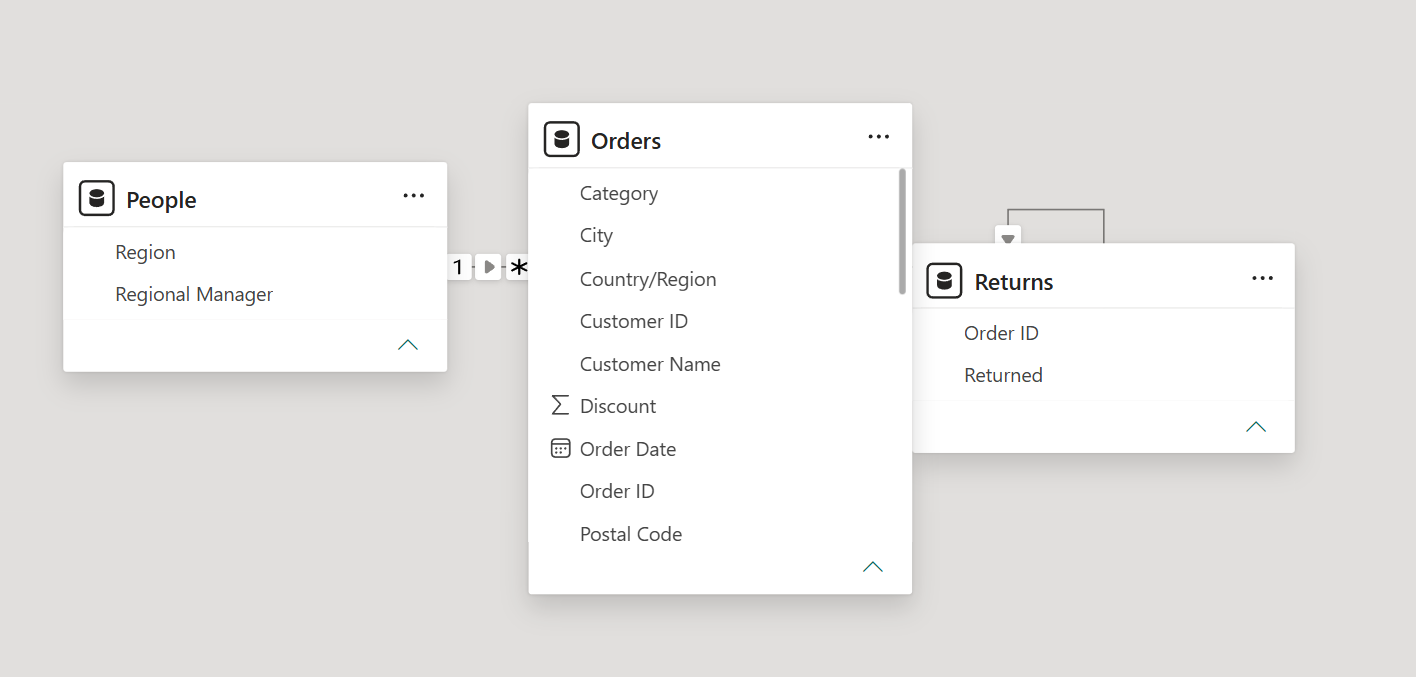 People
Region
Regional Manager
1
*
Orders
Category
City
Country/Region
Customer ID
Customer Name
Discount
Order Date
Order ID
Postal Code
Returns
Order ID
Returned